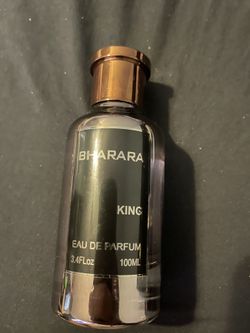 BHARARA
KING
EAU DE PARFUM
3.4FLoz 100ML